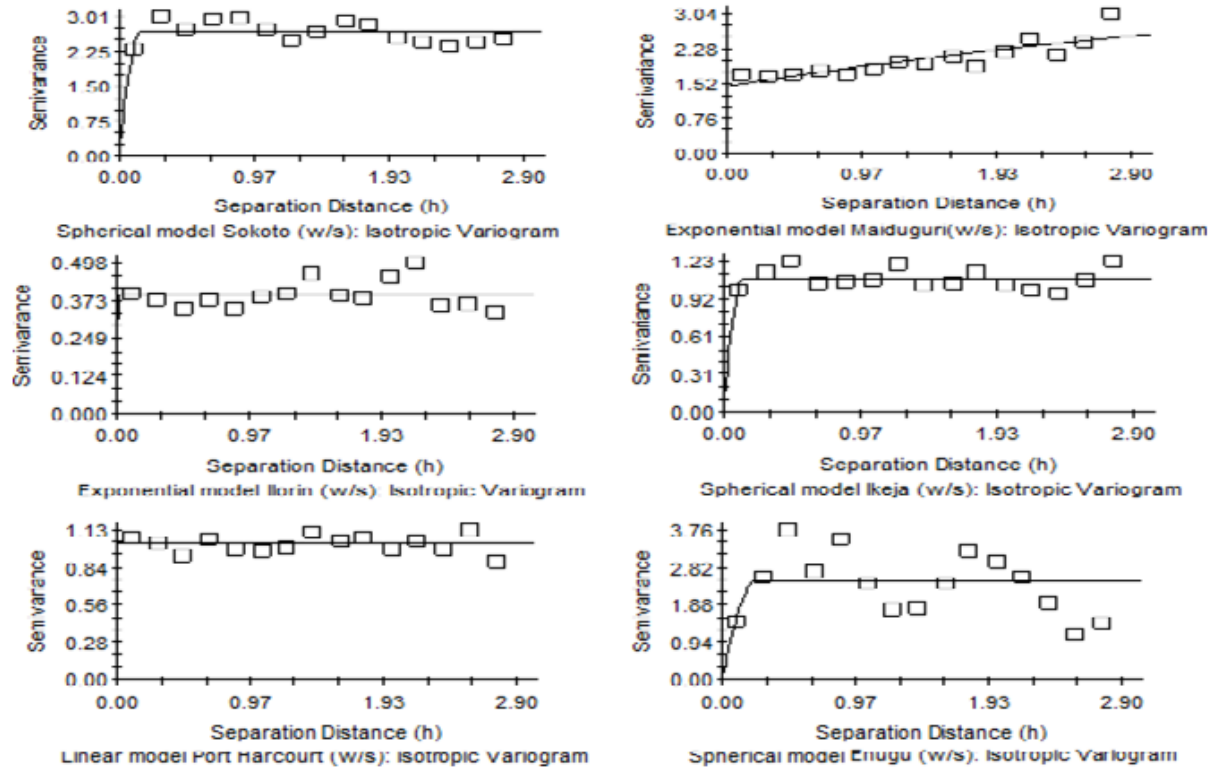 3.01
2.25
1.50
0.75
0.00
Semivariance
0.00 0.97 1.93 2.90
Separation Distance (h)
Spherical model Sokoto (w/s): Isotropic Variogram
3.04
2.28
1.52
0.76
0.00
Semivariance
0.00 0.97 1.93 2.90
Separation Distance (h)
Exponential model Maiduguri(w/s): Isotropic Variogram
0.498
0.373
0.249
0.124
0.000
Semivariance
0.00 0.97 1.93 2.90
Separation Distance (h)
Exponential model Ilorin (w/s): Isotropic Variogram
1.23
0.92
0.61
0.31
0.00
Semivariance
0.00 0.97 1.93 2.90
Separation Distance (h)
Spherical model Ikeja (w/s): Isotropic Variogram
1.13
0.84
0.56
0.28
0.00
Semivariance
0.00 0.97 1.93 2.90
Separation Distance (h)
Linear model Port Harcourt (w/s): Isotropic Variogram
3.76
2.82
1.88
0.94
0.00
Semivariance
0.00 0.97 1.93 2.90
Separation Distance (h)
Spherical model Enugu (w/s): Isotropic Variogram